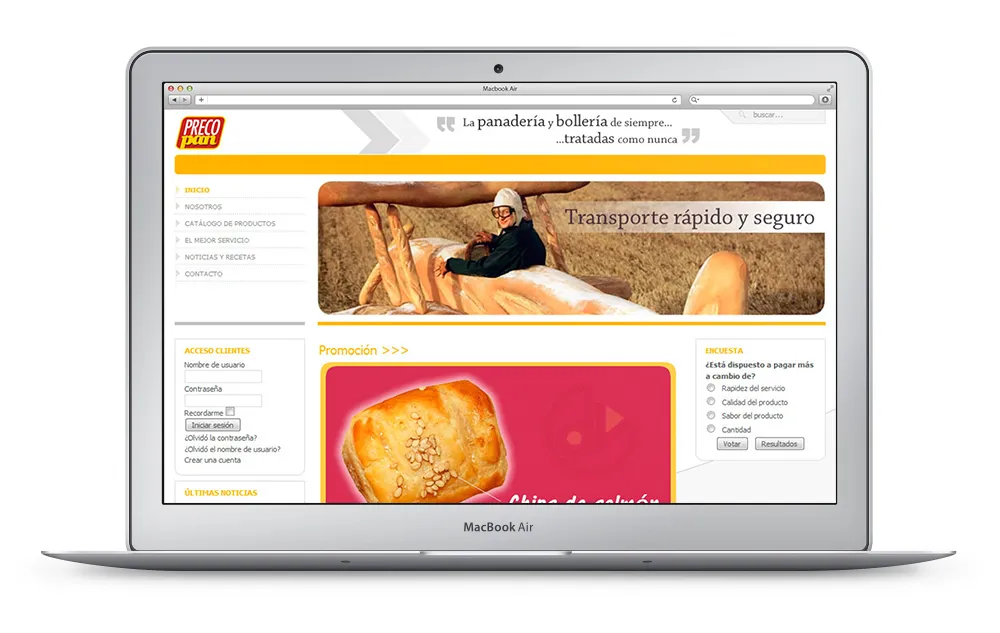 Macbook Air
PRECO
pan
La panadería y bollería de siempre...
...tratadas como nunca
buscar...
INICIO
NOSOTROS
CATÁLOGO DE PRODUCTOS
EL MEJOR SERVICIO
NOTICIAS Y RECETAS
CONTACTO
Transporte rápido y seguro
ACCESO CLIENTES
Nombre de usuario
Contraseña
Recordarme
Iniciar sesión
¿Olvidó la contraseña?
¿Olvidó el nombre de usuario?
Crear una cuenta
ÚLTIMAS NOTICIAS
Promoción >>>
China de salmón
ENCUESTA
¿Está dispuesto a pagar más
a cambio de?
Rapidez del servicio
Calidad del producto
Sabor del producto
Cantidad
Votar Resultados
MacBook Air